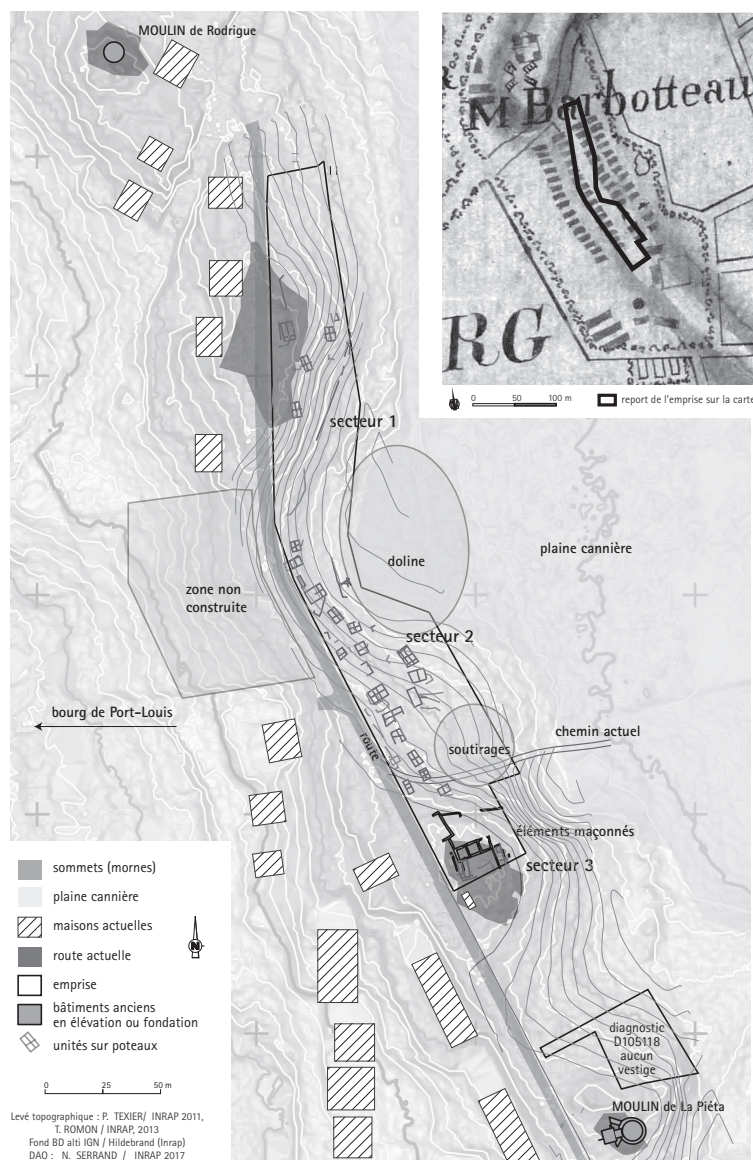 MOULIN de Rodrigue
M Barbotteau
RG
0 50 100 m
report de l'emprise sur la carte
secteur 1
doline
plaine cannière
zone non
construite
secteur 2
bourg de Port-Louis
route
soutirages
chemin actuel
éléments maçonnés
secteur 3
sommets (mornes)
plaine cannière
maisons actuelles
N
route actuelle
emprise
bâtiments anciens
en élévation ou fondation
unités sur poteaux
0 25 50 m
Levé topographique : P. TEXIER/ INRAP 2011,
T. ROMON / INRAP, 2013
Fond BD alti IGN / Hildebrand (Inrap)
DAO : N. SERRAND / INRAP 2017
diagnostic
D105118
aucun
vestige
MOULIN de La Piéta